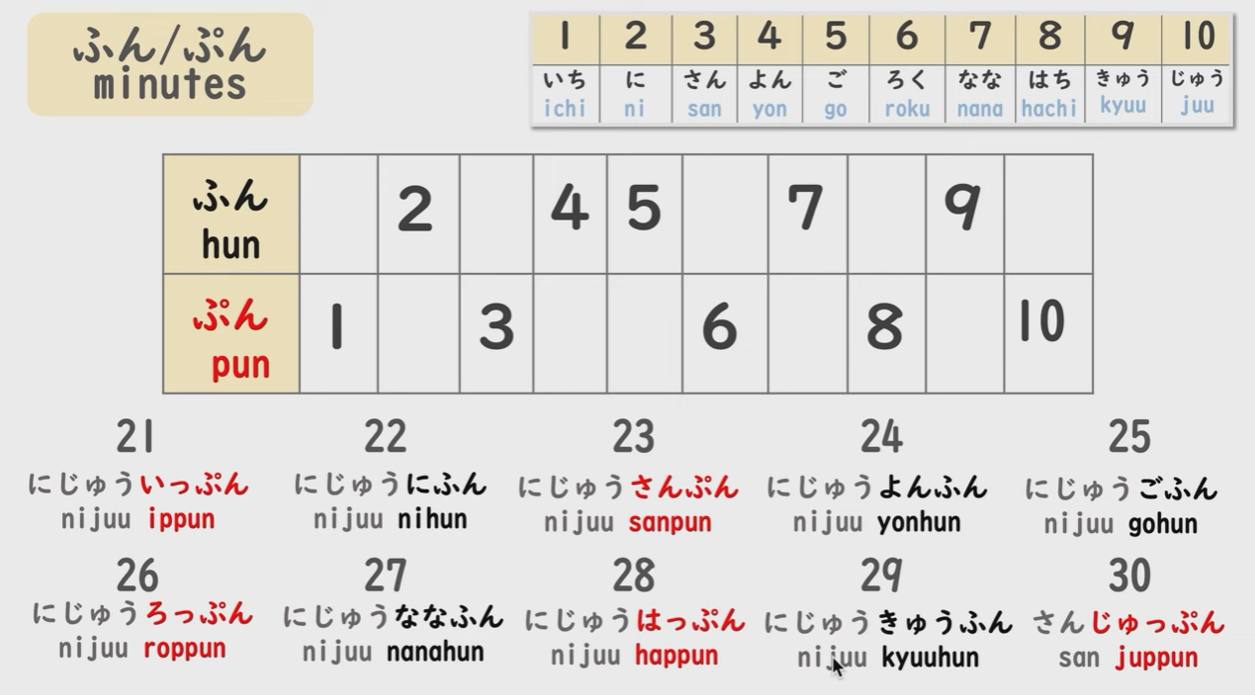 ふん/ぷん
minutes
1 2 3 4 5 6 7 8 9 10
いち に さん よん ご ろく なな はち きゅう じゅう
ichi ni san yon go roku nana hachi kyuu juu
ふん 2 4 5 7 9
hun
ぷん 1 3 6 8 10
pun
21 22 23 24 25
にじゅういっぷん にじゅうにふん にじゅうさんぷん にじゅうよんふん にじゅうごふん
nijuu ippun nijuu nihun nijuu sanpun nijuu yonhun nijuu gohun
26 27 28 29 30
にじゅうろっぷん にじゅうななふん にじゅうはっぷん にじゅうきゅうふん さんじゅっぷん
nijuu roppun nijuu nanahun nijuu happun nijuu kyuuhun san juppun